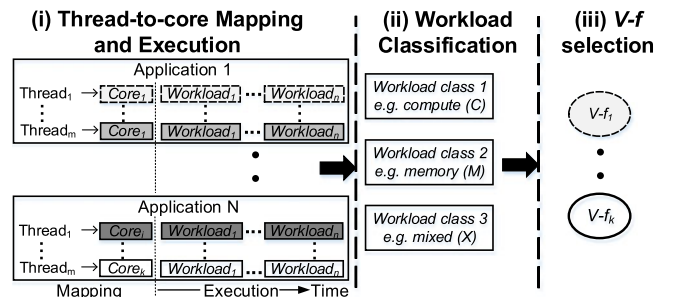 (i) Thread-to-core Mapping
and Execution
Application 1
Thread1 → Core1 Workload1 ... Workloadn
Threadm → Core1 Workload1 ... Workloadn
Application N
Thread1 → Corei Workload1 ... Workloadn
Threadm → Corek Workload1 ... Workloadn
Mapping Execution Time
(ii) Workload
Classification
Workload class 1
e.g. compute (C)
Workload class 2
e.g. memory (M)
Workload class 3
e.g. mixed (X)
(iii) V-f
selection
V-f1
V-fk